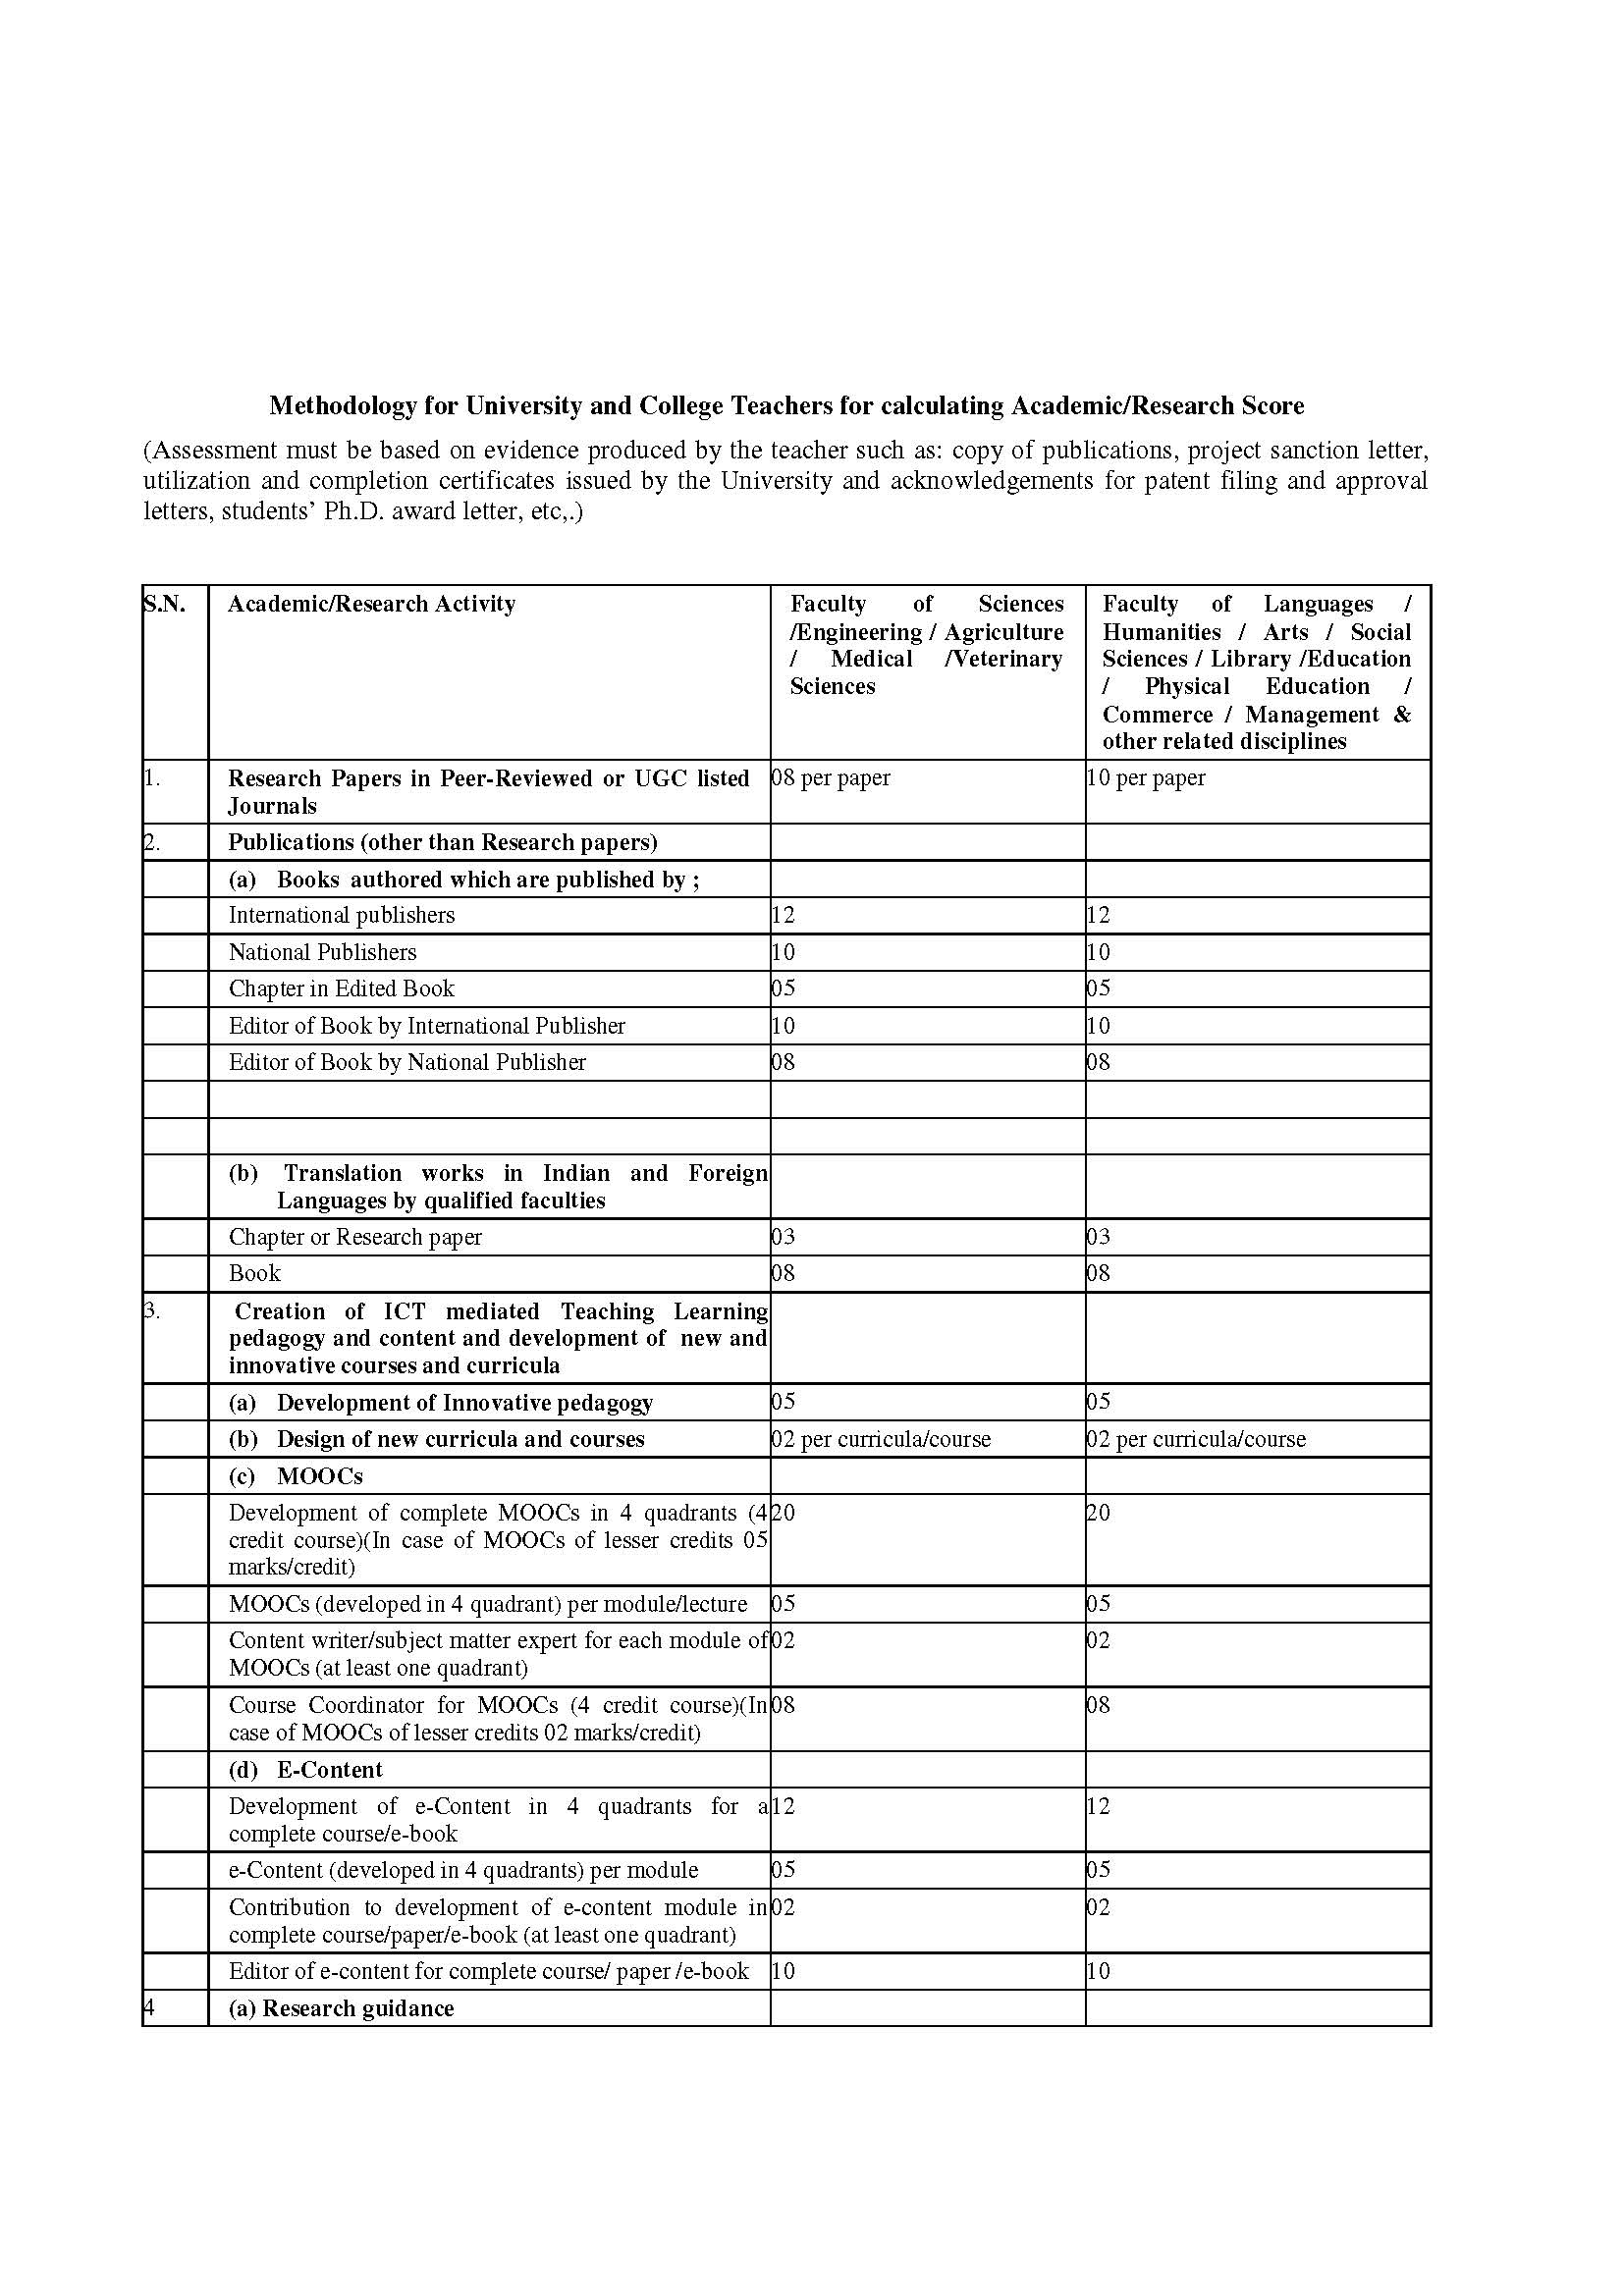 Methodology for University and College Teachers for calculating Academic/Research Score
(Assessment must be based on evidence produced by the teacher such as: copy of publications, project sanction letter,
utilization and completion certificates issued by the University and acknowledgements for patent filing and approval
letters, students’ Ph.D. award letter, etc,.)
S.N. Academic/Research Activity
Faculty of Sciences
/Engineering / Agriculture
/ Medical /Veterinary
Sciences
Faculty of Languages /
Humanities / Arts / Social
Sciences / Library /Education
/ Physical Education /
Commerce / Management &
other related disciplines
1. Research Papers in Peer-Reviewed or UGC listed 08 per paper 10 per paper
Journals
2. Publications (other than Research papers)
(a) Books authored which are published by ;
International publishers 12 12
National Publishers 10 10
Chapter in Edited Book 05 05
Editor of Book by International Publisher 10 10
Editor of Book by National Publisher 08 08
(b) Translation works in Indian and Foreign
Languages by qualified faculties
Chapter or Research paper 03 03
Book 08 08
3. Creation of ICT mediated Teaching Learning
pedagogy and content and development of new and
innovative courses and curricula
(a) Development of Innovative pedagogy 05 05
(b) Design of new curricula and courses 02 per curricula/course 02 per curricula/course
(c) MOOCs
Development of complete MOOCs in 4 quadrants (4 20 20
credit course)(In case of MOOCs of lesser credits 05
marks/credit)
MOOCs (developed in 4 quadrant) per module/lecture 05 05
Content writer/subject matter expert for each module of 02 02
MOOCs (at least one quadrant)
Course Coordinator for MOOCs (4 credit course)(In 08 08
case of MOOCs of lesser credits 02 marks/credit)
(d) E-Content
Development of e-Content in 4 quadrants for a 12 12
complete course/e-book
e-Content (developed in 4 quadrants) per module 05 05
Contribution to development of e-content module in 02 02
complete course/paper/e-book (at least one quadrant)
Editor of e-content for complete course/ paper /e-book 10 10
4 (a) Research guidance